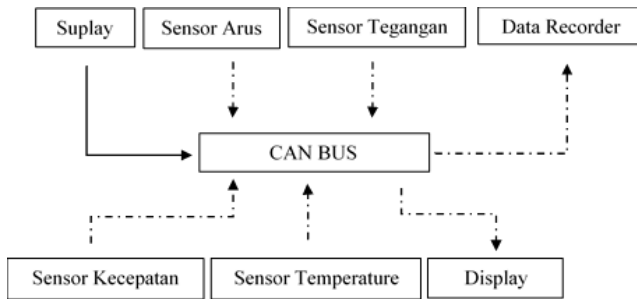 Suplay
Sensor Arus
Sensor Tegangan
Data Recorder
CAN BUS
Sensor Kecepatan
Sensor Temperature
Display